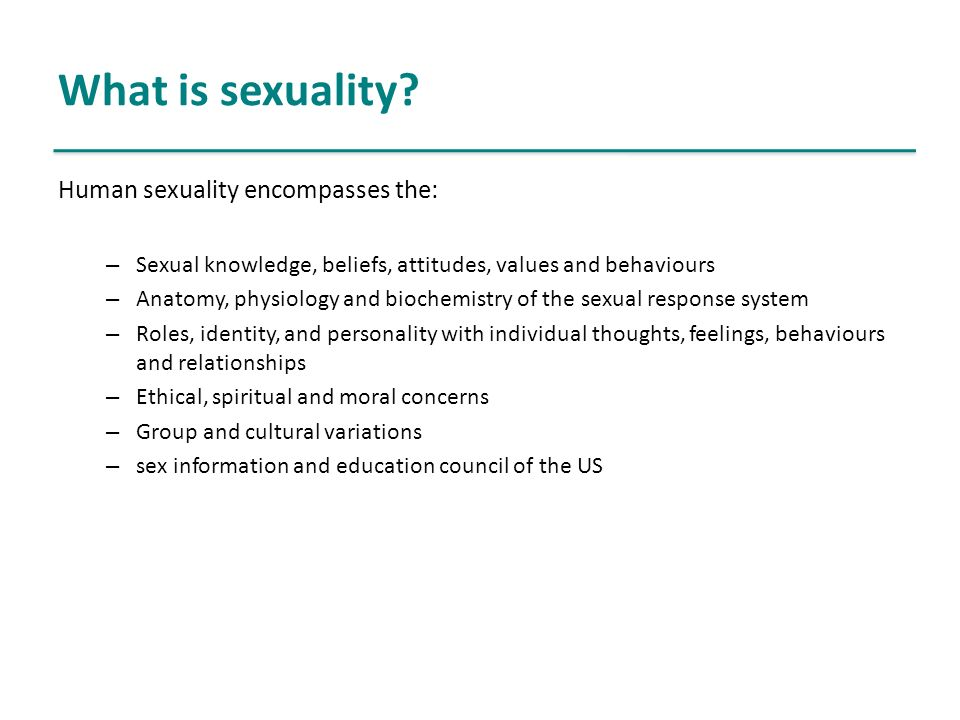 What is sexuality?
Human sexuality encompasses the:
– Sexual knowledge, beliefs, attitudes, values and behaviours
– Anatomy, physiology and biochemistry of the sexual response system
– Roles, identity, and personality with individual thoughts, feelings, behaviours
and relationships
– Ethical, spiritual and moral concerns
– Group and cultural variations
– sex information and education council of the US